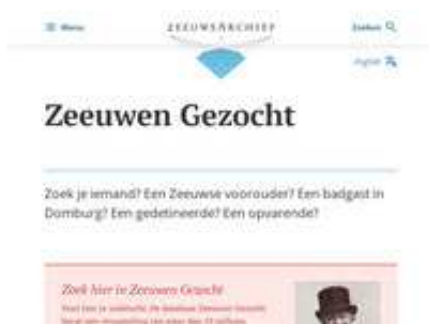 Menu
ZEEUWS ARCHIEF
Zoeken
English
Zeeuwen Gezocht
Zoek je iemand? Een Zeeuwse voorouder? Een badgast in
Domburg? Een gedetineerde? Een opvarende?
Zoek hier in Zeeuwen Gezocht